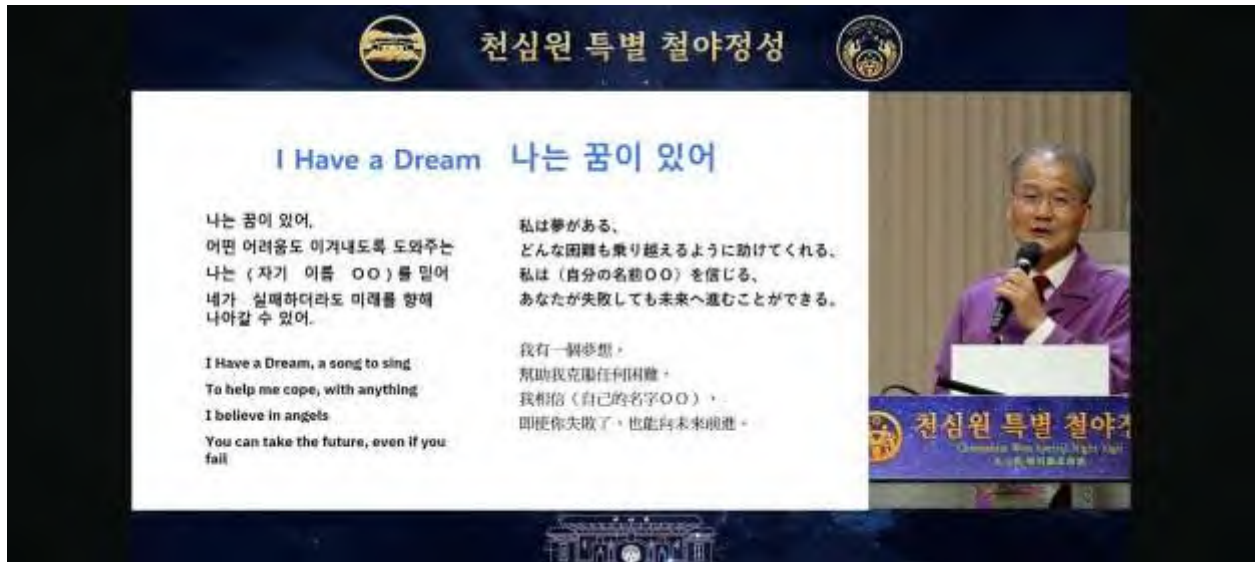 천심원 특별 철야정성
I Have a Dream 나는 꿈이 있어
나는 꿈이 있어,
어떤 어려움도 이겨내도록 도와주는
나는 (자기 이름 OO)를 믿어
네가 실패하더라도 미래를 향해
나아갈 수 있어.
I Have a Dream, a song to sing
To help me cope, with anything
I believe in angels
You can take the future, even if you
fail
私は夢がある、
どんな困難も乗り越えるように助けてくれる、
私は（自分の名前OO）を信じる、
あなたが失敗しても未来へ進むことができる。
我有一個夢想，
幫助我克服任何困難，
我相信（自己的名字OO），
即使你失敗了，也能向未來前進。
천심원 특별 철야